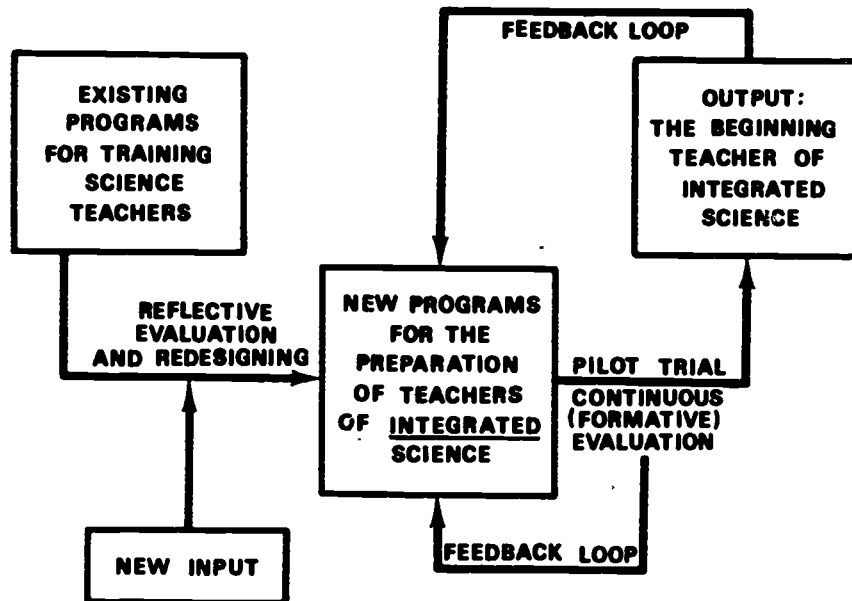 EXISTING
PROGRAMS
FOR TRAINING
SCIENCE
TEACHERS
FEEDBACK LOOP
OUTPUT:
THE BEGINNING
TEACHER OF
INTEGRATED
SCIENCE
REFLECTIVE
EVALUATION
AND REDESIGNING
NEW PROGRAMS
FOR THE
PREPARATION
OF TEACHERS
OF INTEGRATED
SCIENCE
PILOT TRIAL
CONTINUOUS
(FORMATIVE)
EVALUATION
NEW INPUT
FEEDBACK LOOP